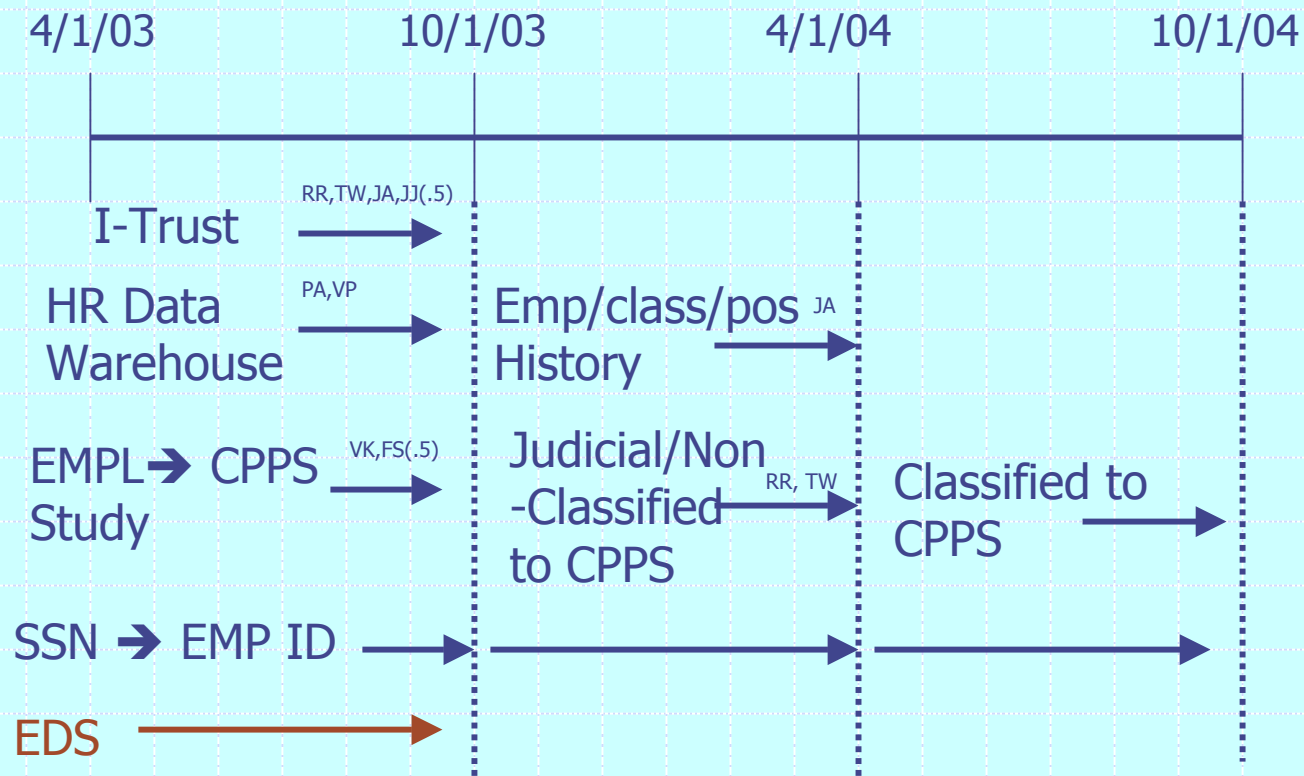 4/1/03 10/1/03 4/1/04 10/1/04
RR,TW,JA,JJ(.5)
I-Trust
PA,VP
HR Data
Warehouse
Emp/class/pos JA
History
VK,FS(.5)
EMPL➔ CPPS
Study
Judicial/Non
RR, TW
-Classified
to CPPS
Classified to
CPPS
SSN ➔ EMP ID
EDS